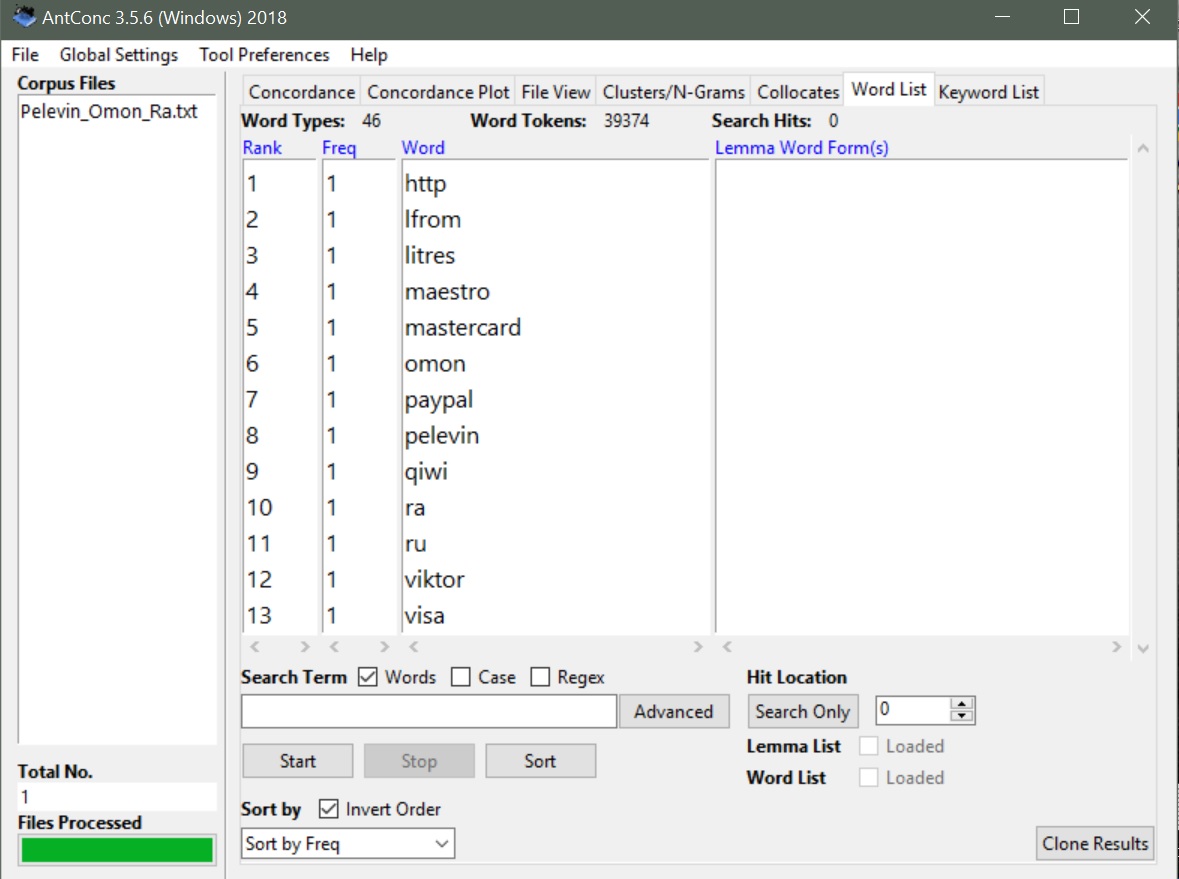 AntConc 3.5.6 (Windows) 2018
File Global Settings Tool Preferences Help
Corpus Files
Pelevin_Omon_Ra.txt
Concordance Concordance Plot File View Clusters/N-Grams Collocates Word List Keyword List
Word Types: 46 Word Tokens: 39374 Search Hits: 0
Rank Freq Word Lemma Word Form(s)
1 1 http
2 1 lfrom
3 1 litres
4 1 maestro
5 1 mastercard
6 1 omon
7 1 paypal
8 1 pelevin
9 1 qiwi
10 1 ra
11 1 ru
12 1 viktor
13 1 visa
Search Term Words Case Regex Hit Location
Advanced Search Only 0
Start Stop Sort Lemma List Loaded
Word List Loaded
Total No.
1
Files Processed
Sort by Invert Order
Sort by Freq Clone Results